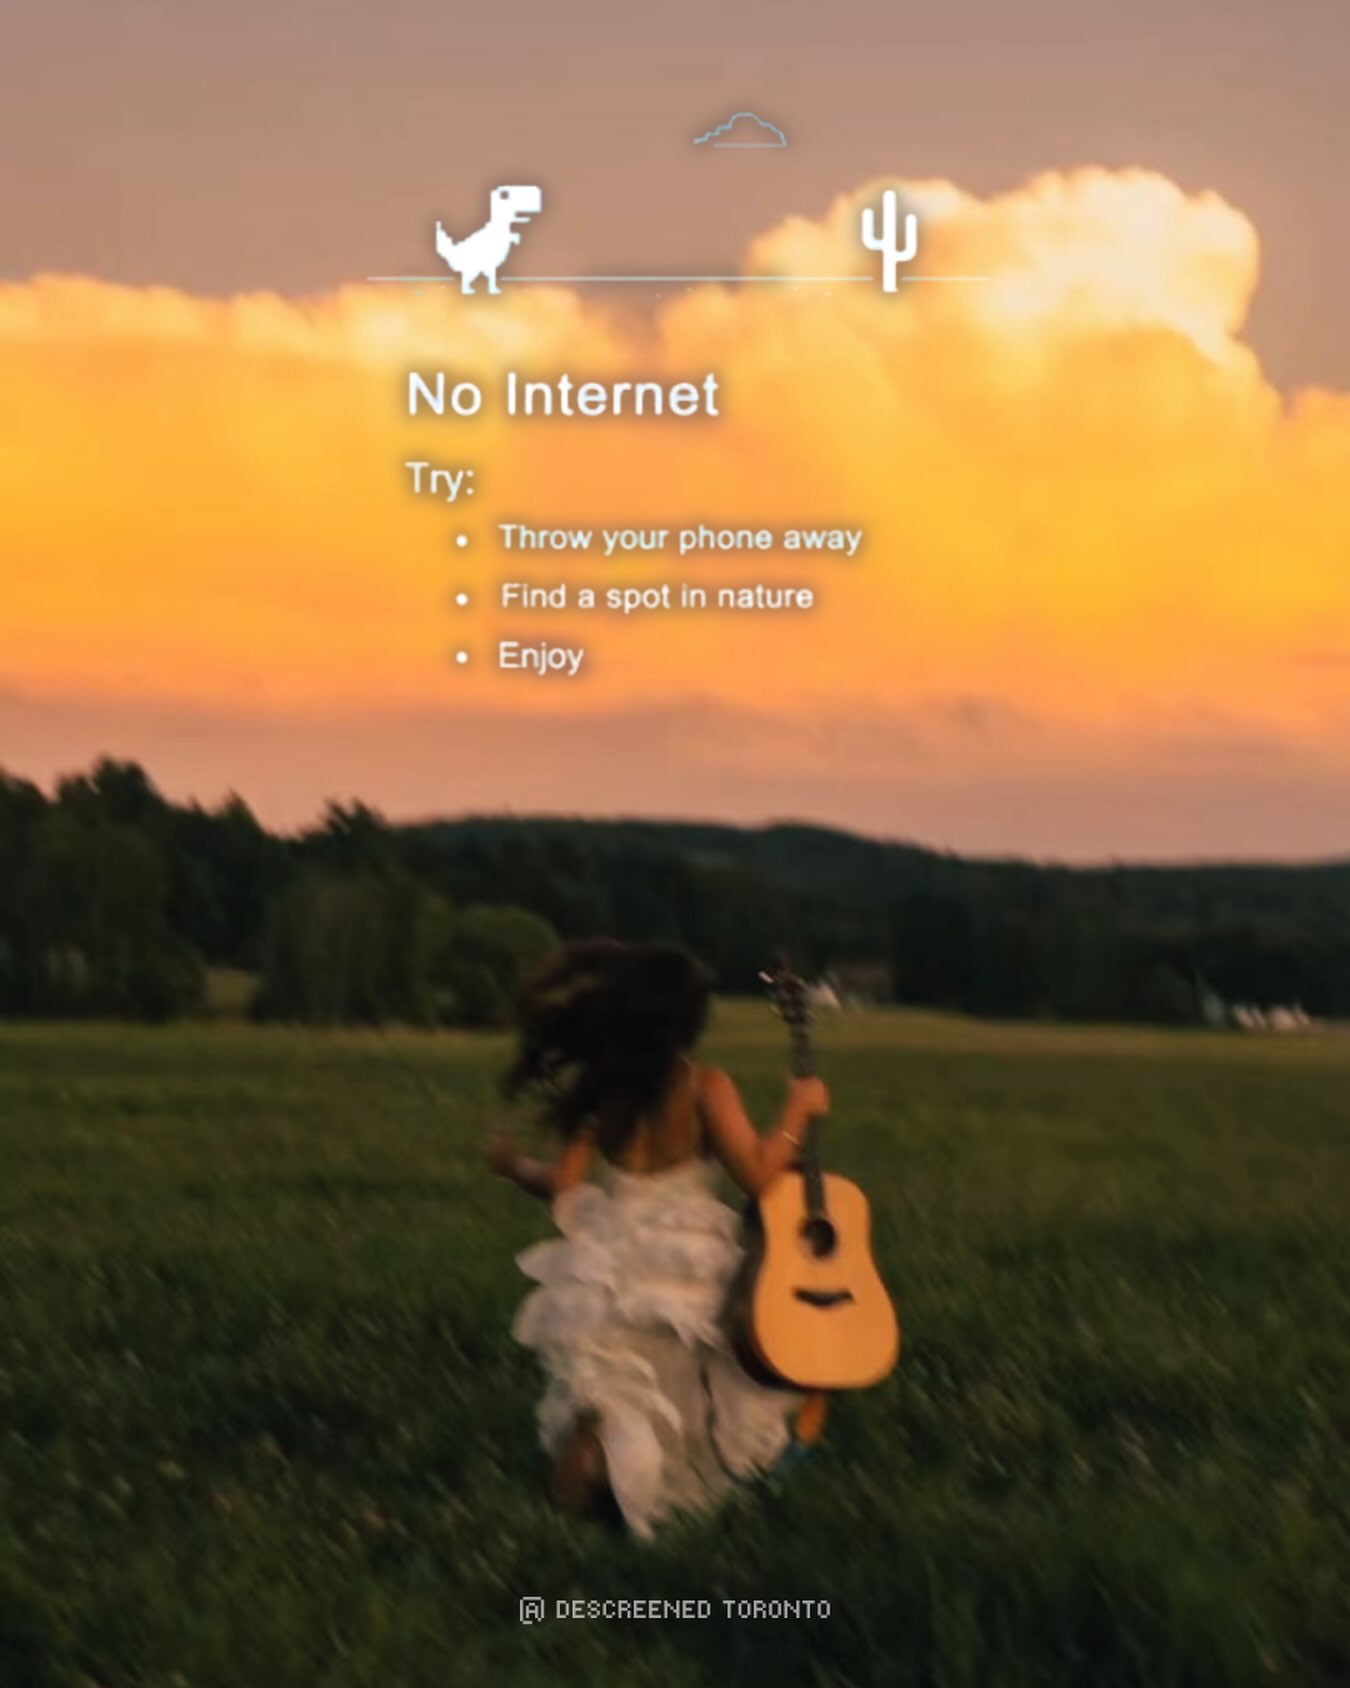 No Internet
Try:
• Throw your phone away
• Find a spot in nature
• Enjoy
@ DESCREENED TORONTO